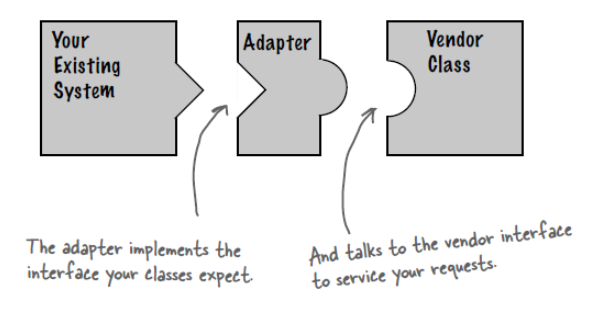 Your
Existing
System
Adapter
Vendor
Class
The adapter implements the
interface your classes expect.
And talks to the vendor interface
to service your requests.